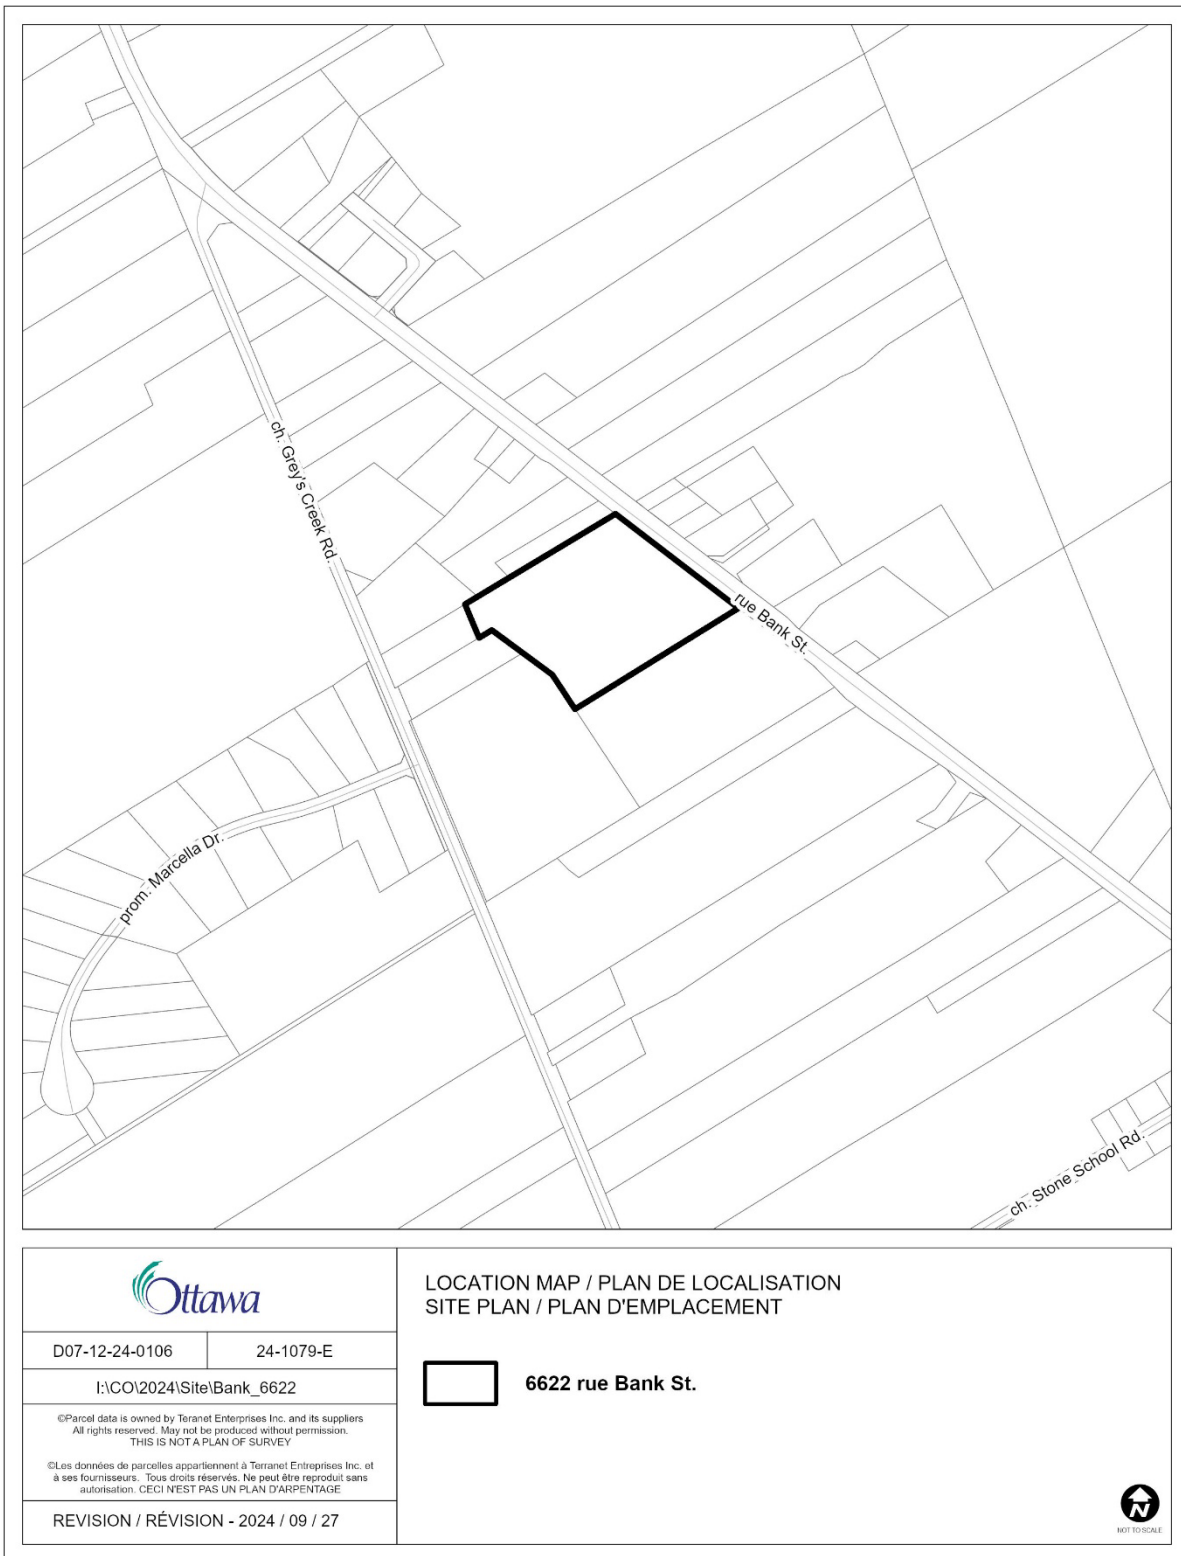 ch. Grey's Creek Rd.
rue Bank St.
prom. Marcella Dr.
ch. Stone School Rd.
Ottawa
D07-12-24-0106
24-1079-E
I:\CO\2024\Site\Bank_6622
©Parcel data is owned by Teranet Enterprises Inc. and its suppliers
All rights reserved. May not be produced without permission.
THIS IS NOT A PLAN OF SURVEY
©Les données de parcelles appartiennent à Terranet Entreprises Inc. et
à ses fournisseurs. Tous droits réservés. Ne peut être reproduit sans
autorisation. CECI N'EST PAS UN PLAN D'ARPENTAGE
REVISION / RÉVISION - 2024 / 09 / 27
LOCATION MAP / PLAN DE LOCALISATION
SITE PLAN / PLAN D'EMPLACEMENT
6622 rue Bank St.
N
NOT TO SCALE